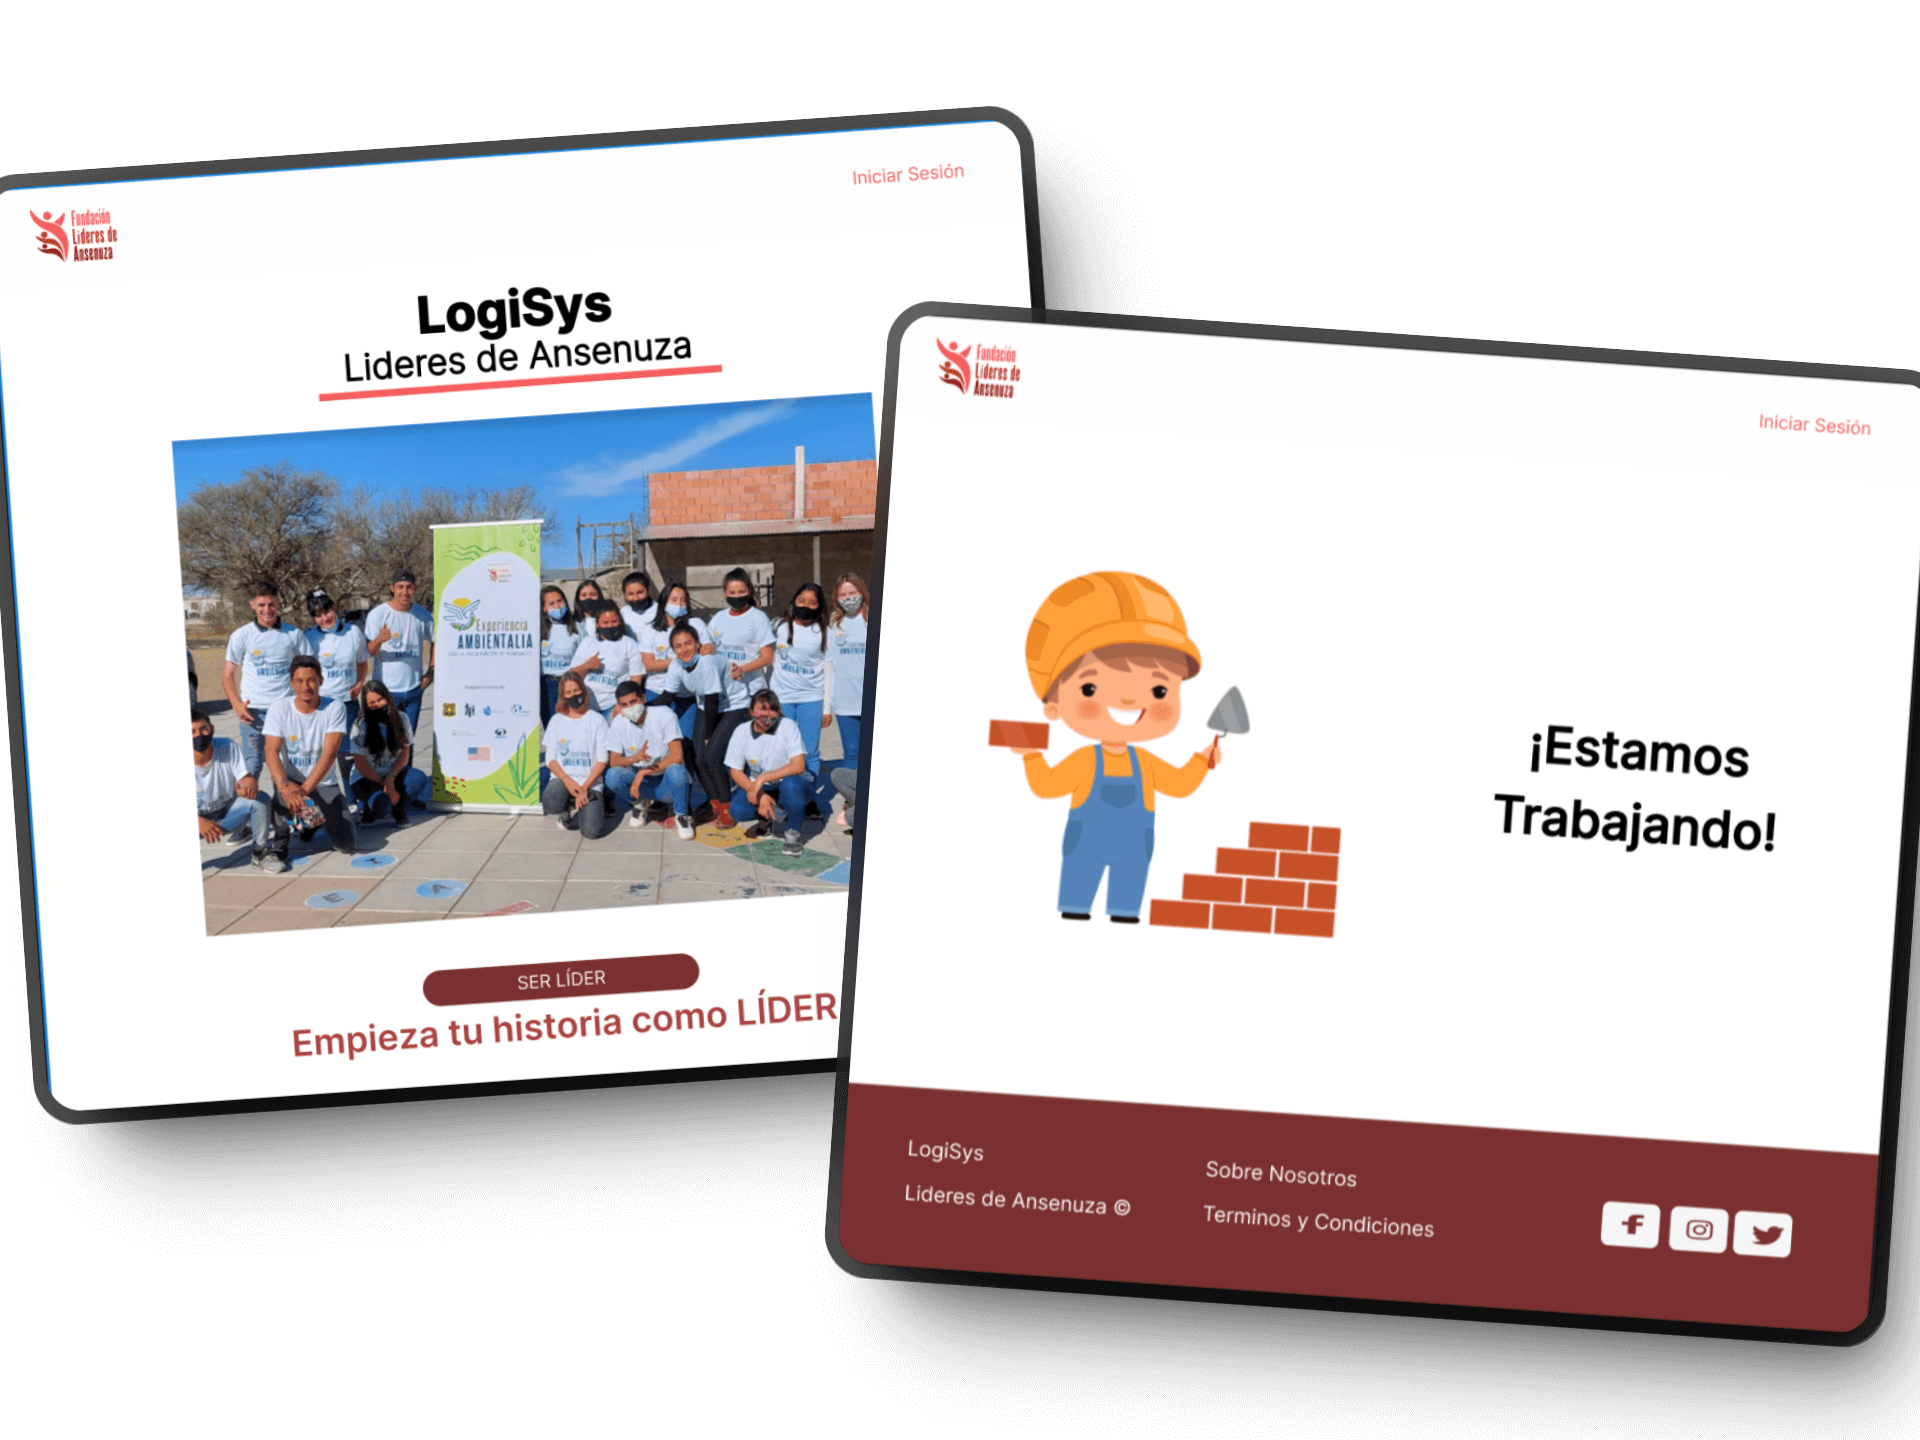 Iniciar Sesión
Fundación
Líderes de
Ansenuza
LogiSys
Lideres de Ansenuza
Experiencia
AMBIENTALIA
SER LÍDER
Empieza tu historia como LÍDER
Fundación
Líderes de
Ansenuza
Iniciar Sesión
¡Estamos
Trabajando!
LogiSys
Lideres de Ansenuza ©
Sobre Nosotros
Terminos y Condiciones